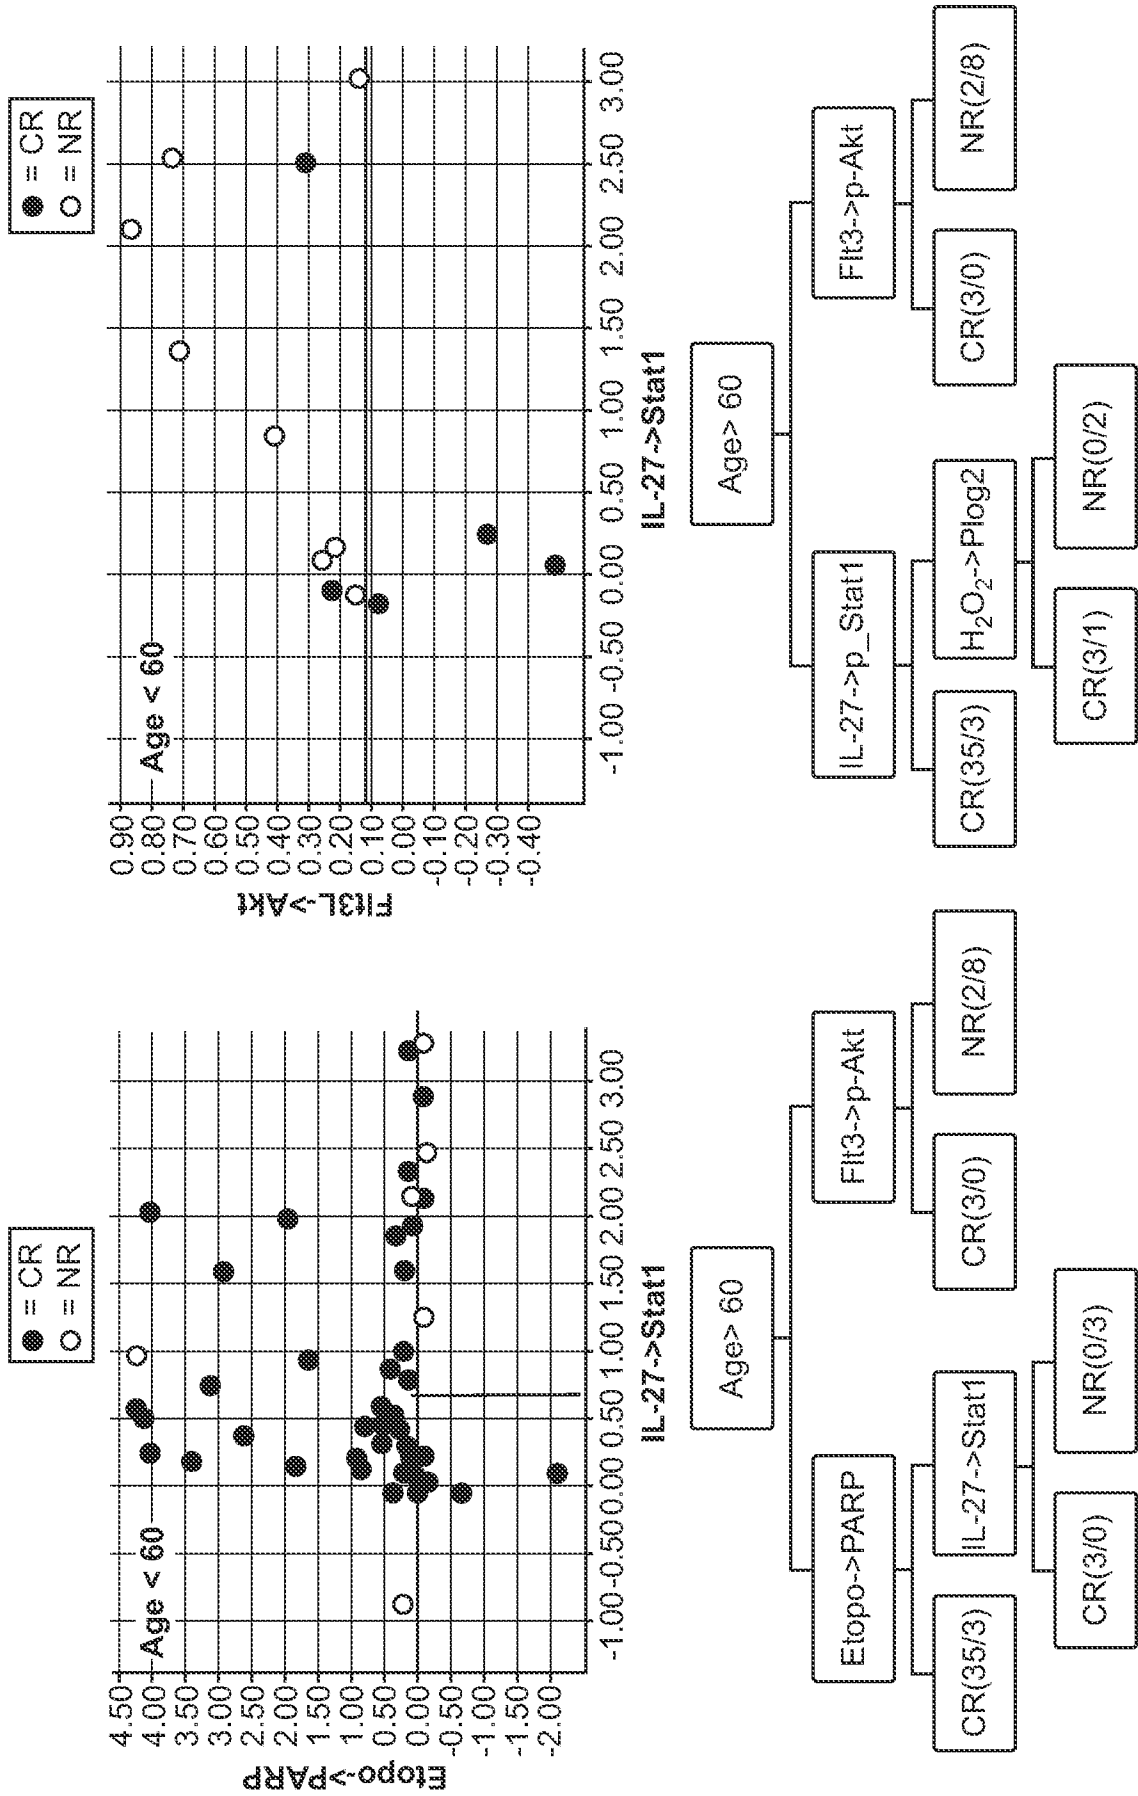 ● = CR
○ = NR
Age < 60
4.50
4.00
3.50
3.00
2.50
2.00
1.50
1.00
0.50
0.00
-0.50
-1.00
-1.50
-2.00
Etopo->PARP
-1.00 -0.50 0.00 0.50 1.00 1.50 2.00 2.50 3.00
IL-27->Stat1
● = CR
○ = NR
Age < 60
0.90
0.80
0.70
0.60
0.50
0.40
0.30
0.20
0.10
0.00
-0.10
-0.20
-0.30
-0.40
Flt3L->Akt
-1.00 -0.50 0.00 0.50 1.00 1.50 2.00 2.50 3.00
IL-27->Stat1
Age> 60
Etopo->PARP
Flt3->p-Akt
CR(35/3)
IL-27->Stat1
CR(3/0)
NR(2/8)
CR(3/0)
NR(0/3)
Age> 60
IL-27->p_Stat1
Flt3->p-Akt
CR(35/3)
H₂O₂->Plog2
CR(3/0)
NR(2/8)
CR(3/1)
NR(0/2)